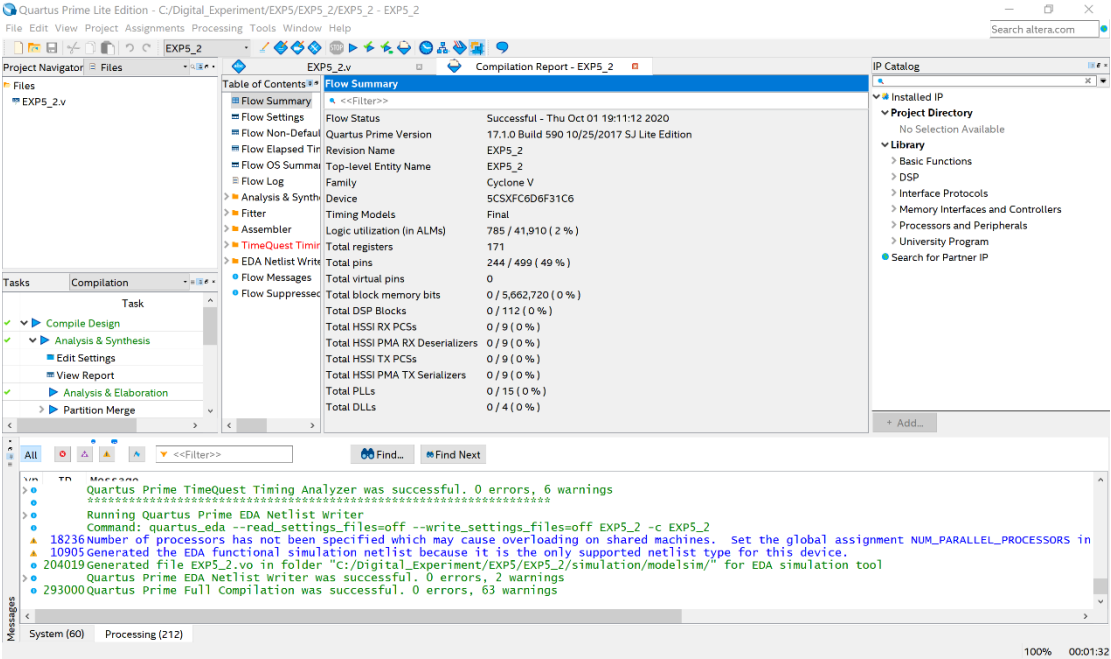 Quartus Prime Lite Edition - C:/Digital_Experiment/EXP5/EXP5_2/EXP5_2 - EXP5_2
File Edit View Project Assignments Processing Tools Window Help
Search altera.com
EXP5_2
Project Navigator Files
Files
EXP5_2.v
EXP5_2.v
Compilation Report - EXP5_2
Table of Contents
Flow Summary
Flow Settings
Flow Non-Defaul
Flow Elapsed Tim
Flow OS Summar
Flow Log
Analysis & Synth
Fitter
Assembler
TimeQuest Timin
EDA Netlist Write
Flow Messages
Flow Suppressed
Flow Summary
<<Filter>>
Flow Status Successful - Thu Oct 01 19:11:12 2020
Quartus Prime Version 17.1.0 Build 590 10/25/2017 SJ Lite Edition
Revision Name EXP5_2
Top-level Entity Name EXP5_2
Family Cyclone V
Device 5CSXFC6D6F31C6
Timing Models Final
Logic utilization (in ALMs) 785 / 41,910 ( 2 % )
Total registers 171
Total pins 244 / 499 ( 49 % )
Total virtual pins 0
Total block memory bits 0 / 5,662,720 ( 0 % )
Total DSP Blocks 0 / 112 ( 0 % )
Total HSSI RX PCSs 0 / 9 ( 0 % )
Total HSSI PMA RX Deserializers 0 / 9 ( 0 % )
Total HSSI TX PCSs 0 / 9 ( 0 % )
Total HSSI PMA TX Serializers 0 / 9 ( 0 % )
Total PLLs 0 / 15 ( 0 % )
Total DLLs 0 / 4 ( 0 % )
IP Catalog
Installed IP
Project Directory
No Selection Available
Library
Basic Functions
DSP
Interface Protocols
Memory Interfaces and Controllers
Processors and Peripherals
University Program
Search for Partner IP
+ Add...
Tasks Compilation
Task
Compile Design
Analysis & Synthesis
Edit Settings
View Report
Analysis & Elaboration
Partition Merge
All
<<Filter>>
Find...
Find Next
ID Message
Quartus Prime TimeQuest Timing Analyzer was successful. 0 errors, 6 warnings
*******************************************************************
Running Quartus Prime EDA Netlist Writer
Command: quartus_eda --read_settings_files=off --write_settings_files=off EXP5_2 -c EXP5_2
18236 Number of processors has not been specified which may cause overloading on shared machines. Set the global assignment NUM_PARALLEL_PROCESSORS in
10905 Generated the EDA functional simulation netlist because it is the only supported netlist type for this device.
204019 Generated file EXP5_2.vo in folder "C:/Digital_Experiment/EXP5/EXP5_2/simulation/modelsim/" for EDA simulation tool
Quartus Prime EDA Netlist Writer was successful. 0 errors, 2 warnings
293000 Quartus Prime Full Compilation was successful. 0 errors, 63 warnings
Messages
System (60) Processing (212)
100% 00:01:32